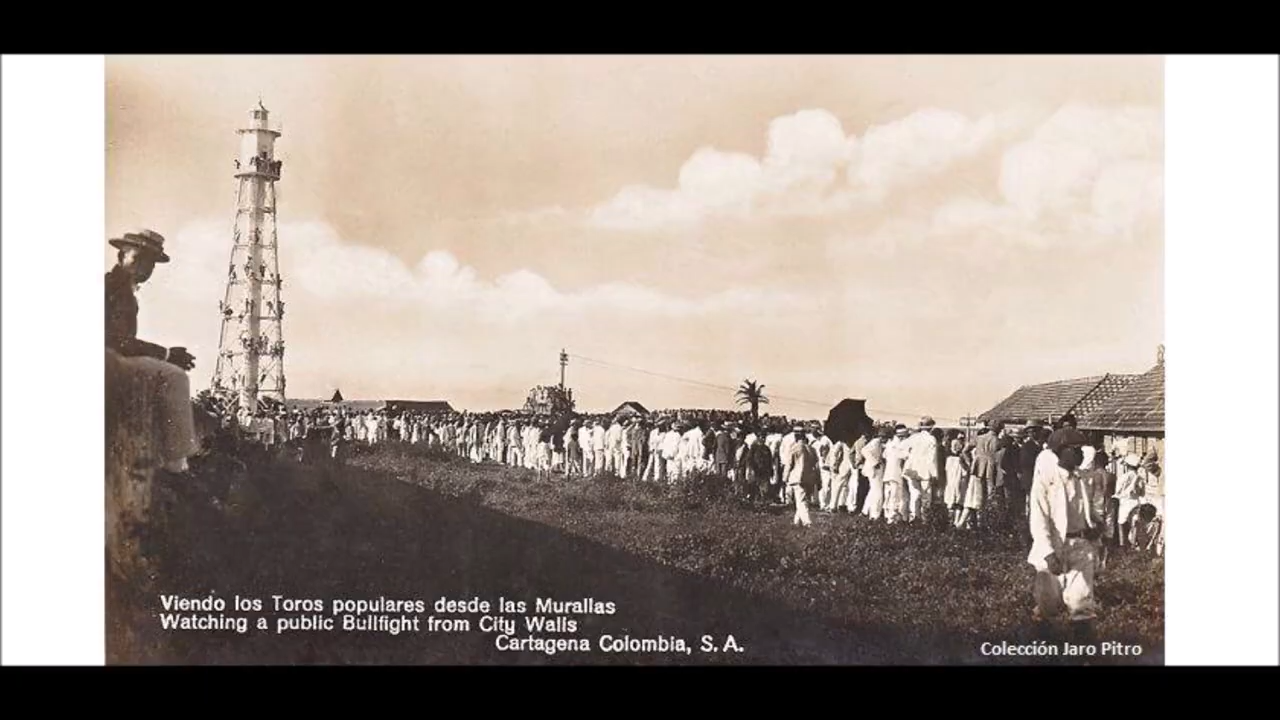 Viendo los Toros populares desde las Murallas
Watching a public Bullfight from City Walls
Cartagena Colombia, S. A.
Colección Jaro Pitro